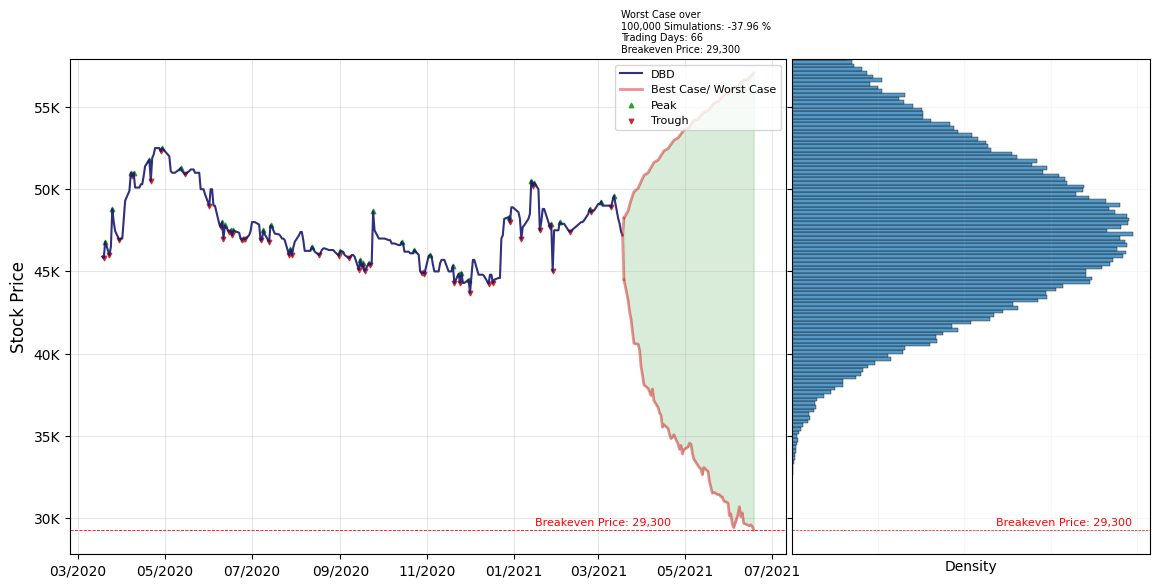 Worst Case over
100,000 Simulations: -37.96 %
Trading Days: 66
Breakeven Price: 29,300
DBD
Best Case/ Worst Case
Peak
Trough
Stock Price
55K
50K
45K
40K
35K
30K
Breakeven Price: 29,300
Breakeven Price: 29,300
03/2020 05/2020 07/2020 09/2020 11/2020 01/2021 03/2021 05/2021 07/2021
Density